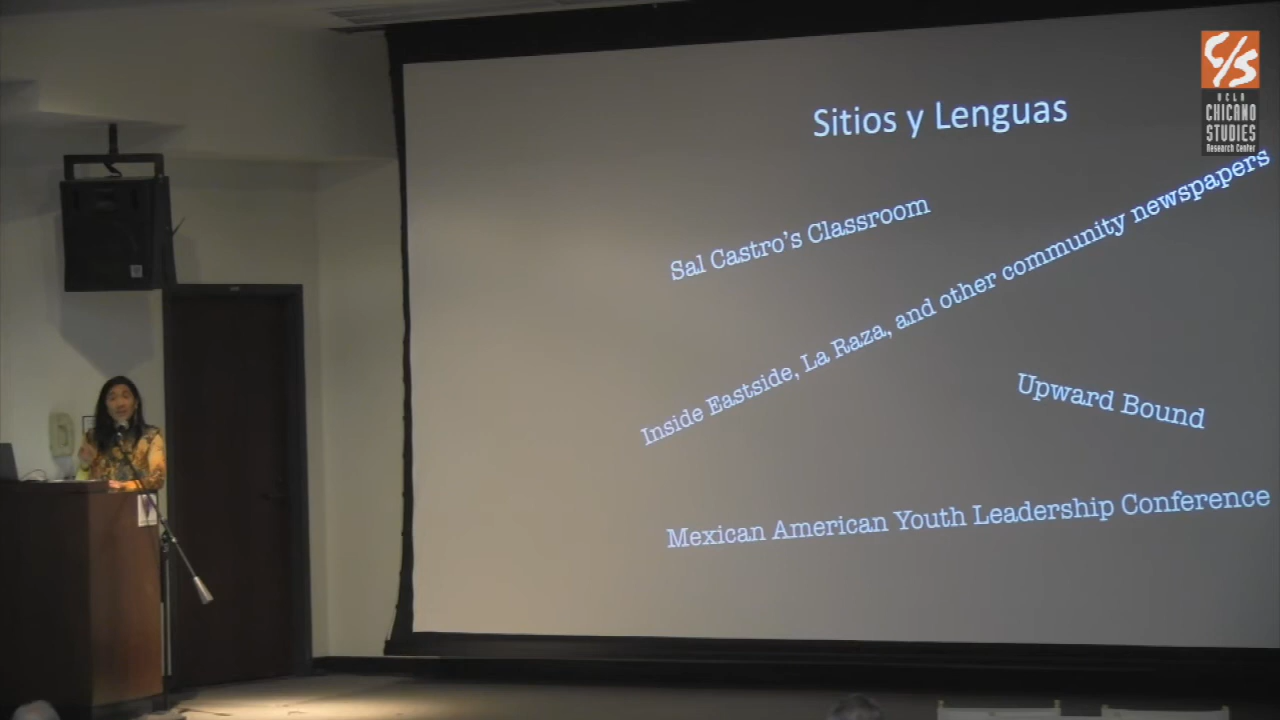 Sitios y Lenguas
UCLA
CHICANO
STUDIES
Research Center
Sal Castro's Classroom
Inside Eastside, La Raza, and other community newspapers
Upward Bound
Mexican American Youth Leadership Conference